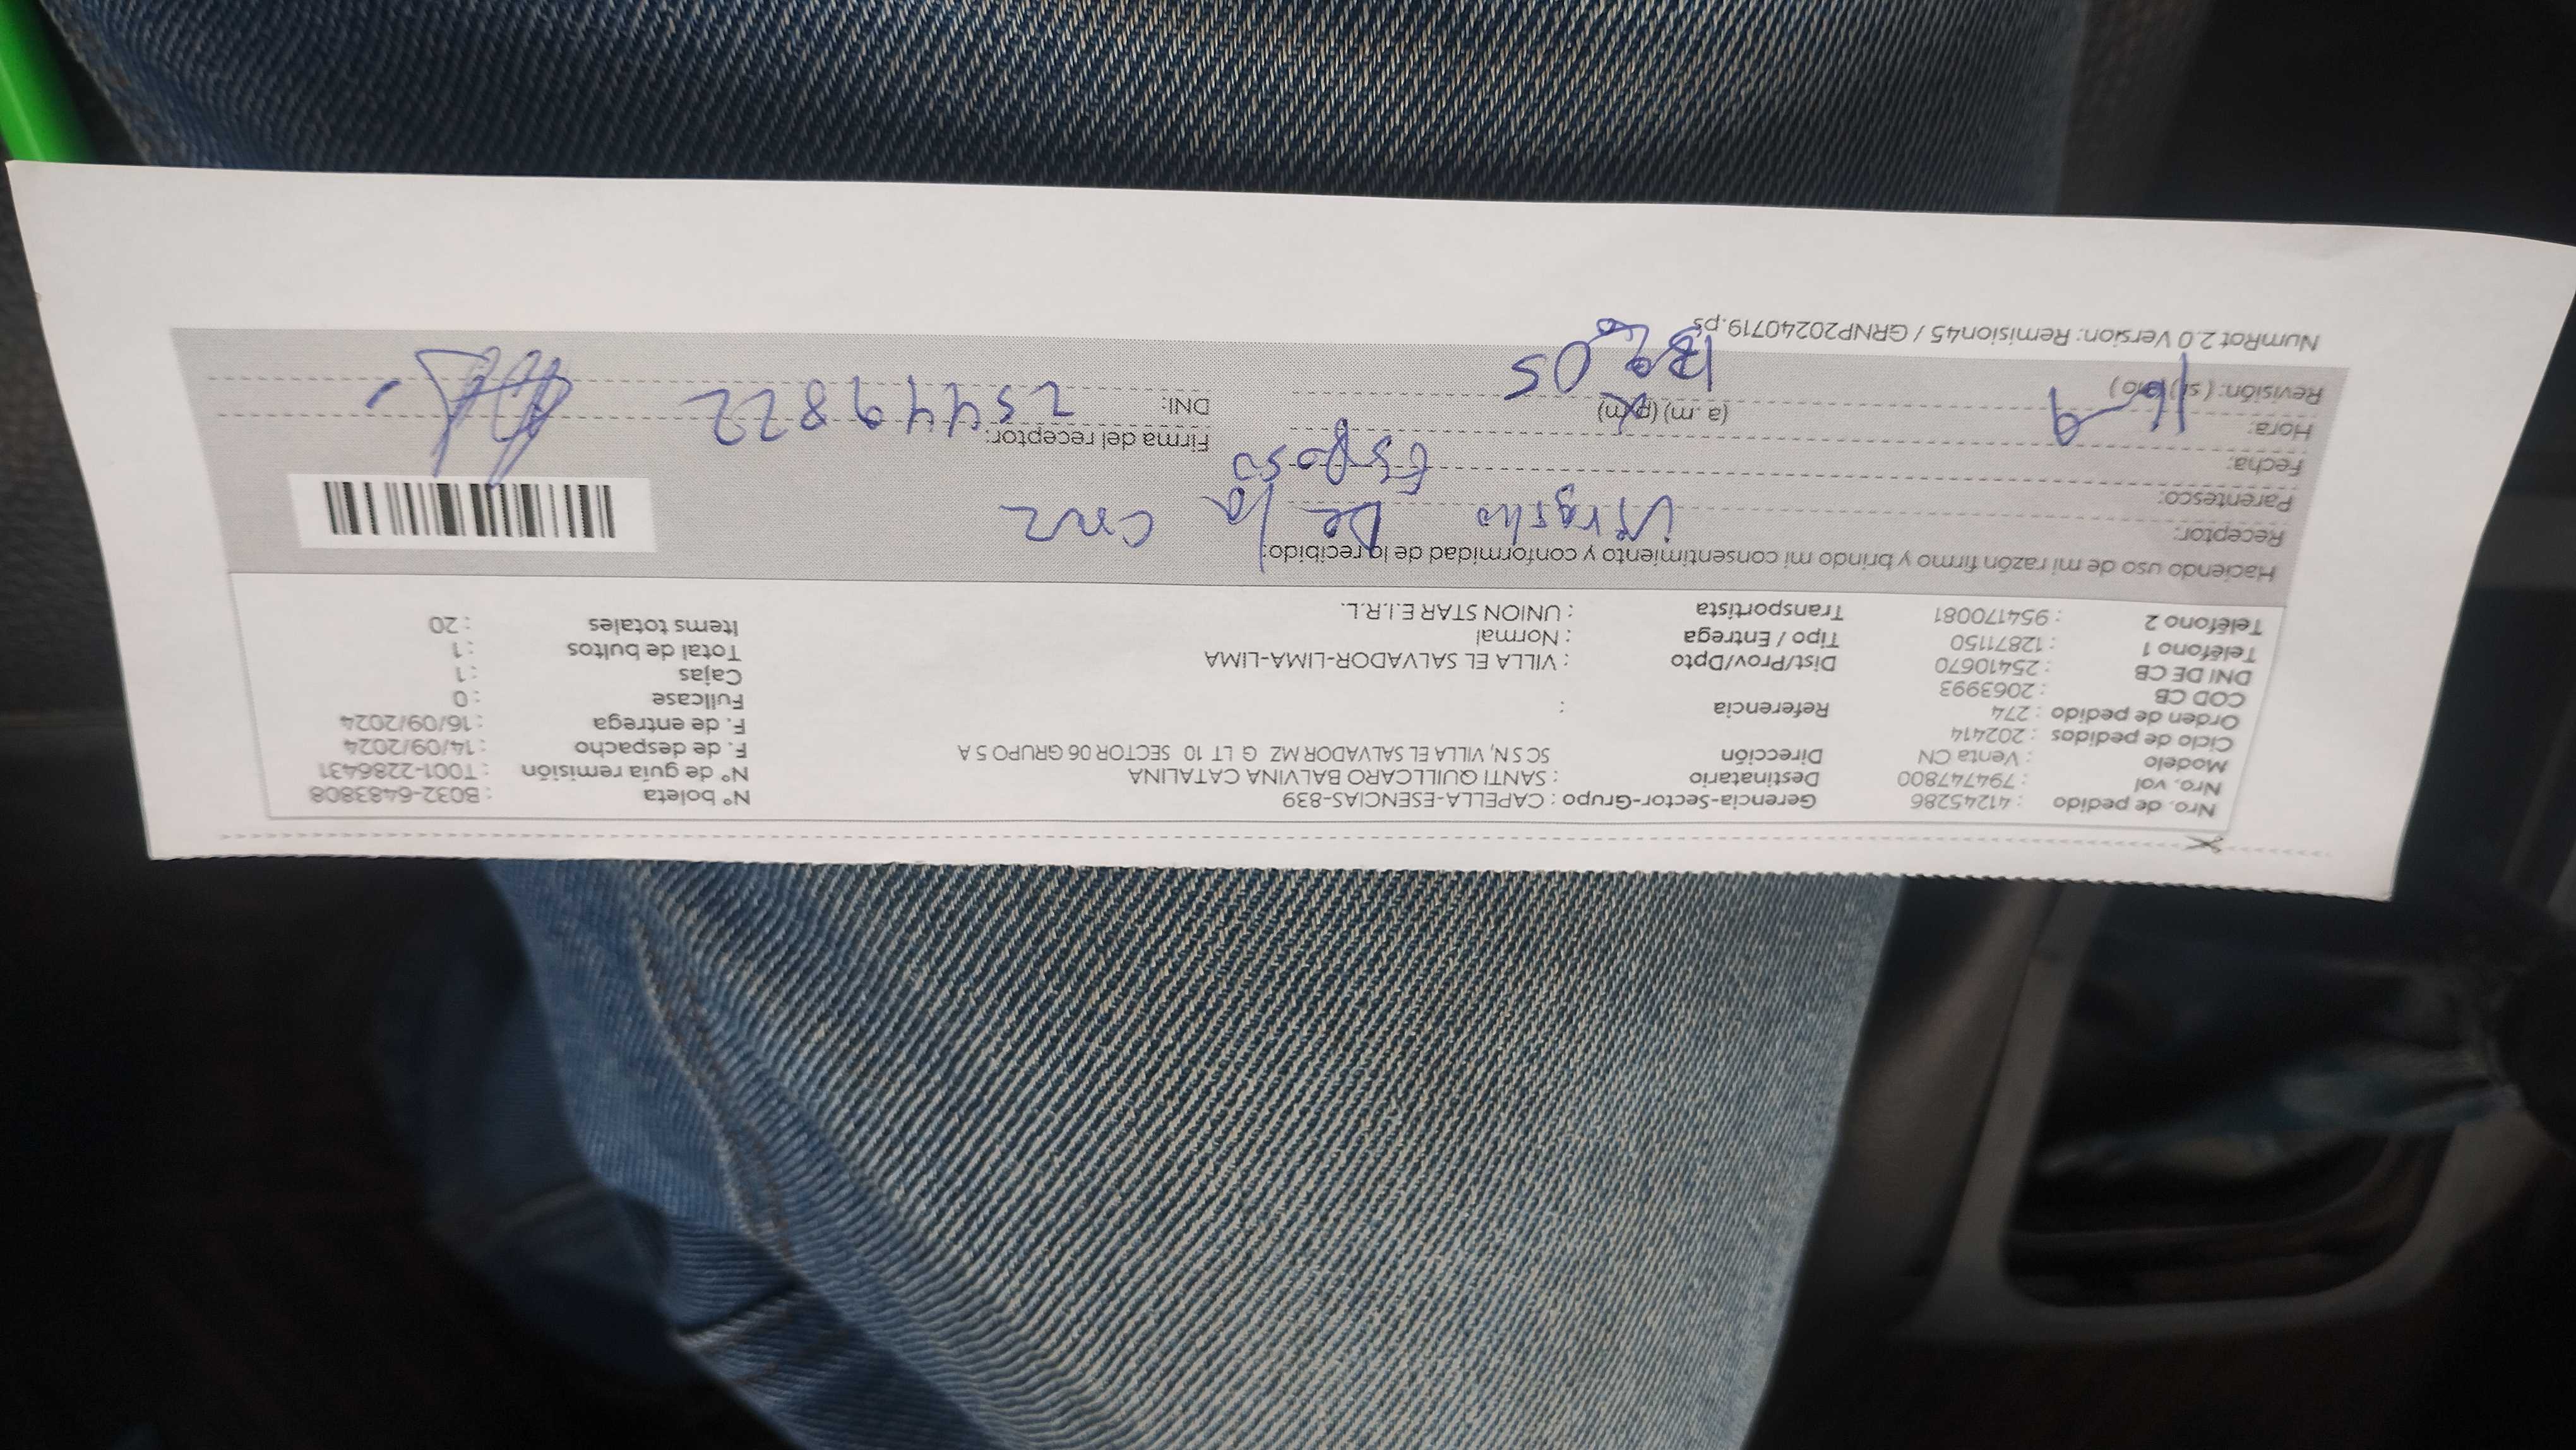 Nro. de pedido : 41245286 Gerencia-Sector-Grupo : CAPELLA-ESENCIAS-839 N° boleta : B032-6483808
Nro. vol : 794747800 Destinatario : SANTI QUILLCARO BALVINA CATALINA N° de guía remisión : T001-2286431
Modelo : Venta CN Dirección SC S N, VILLA EL SALVADOR MZ G LT 10 SECTOR 06 GRUPO 5 A F. de despacho : 14/09/2024
Ciclo de pedidos : 202414 F. de entrega : 16/09/2024
Orden de pedido : 274 Referencia : Fullcase : 0
COD CB : 2063993 Cajas : 1
DNI DE CB : 25410670 Dist/Prov/Dpto : VILLA EL SALVADOR-LIMA-LIMA Total de bultos : 1
Teléfono 1 : 12871150 Tipo / Entrega : Normal Items totales : 20
Teléfono 2 : 954170081 Transportista : UNION STAR E.I.R.L.
Haciendo uso de mi razón firmo y brindo mi consentimiento y conformidad de lo recibido:
Receptor: Virgilio De la Cruz
Parentesco: Esposo
Fecha: 16-9
Hora: (a. m) (p. m) 05 Firma del receptor:
Revisión: ( si) ( no ) DNI: 25449822
NumRot 2.0 Version: Remision45 / GRNP20240719.ps